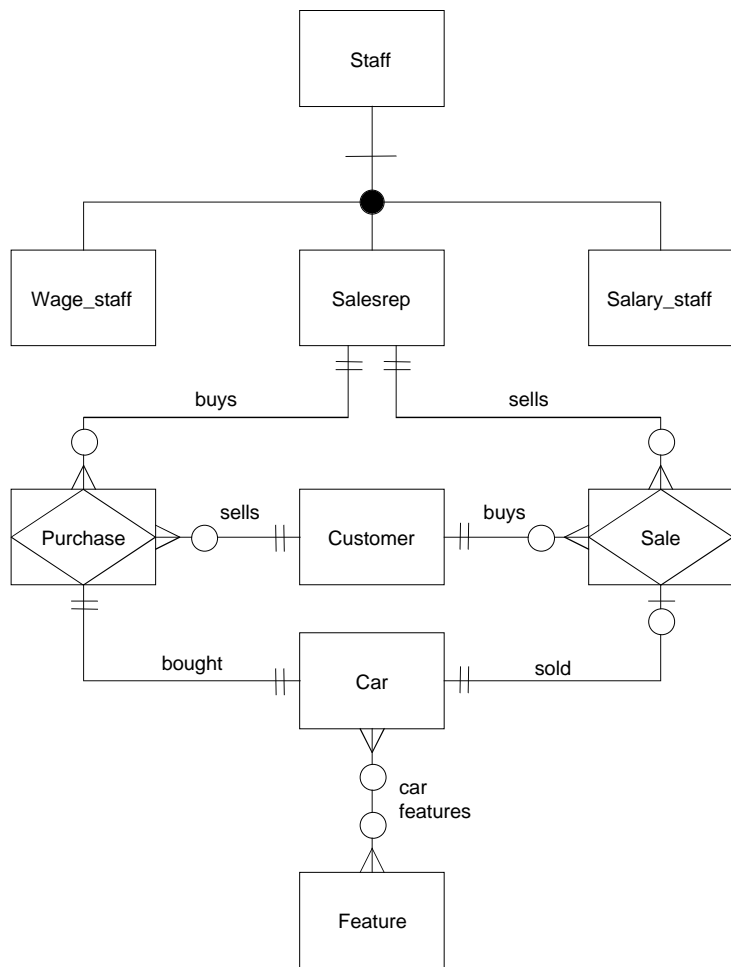 Staff
Wage_staff
Salesrep
Salary_staff
buys
sells
Purchase
sells
Customer
buys
Sale
bought
Car
sold
car
features
Feature